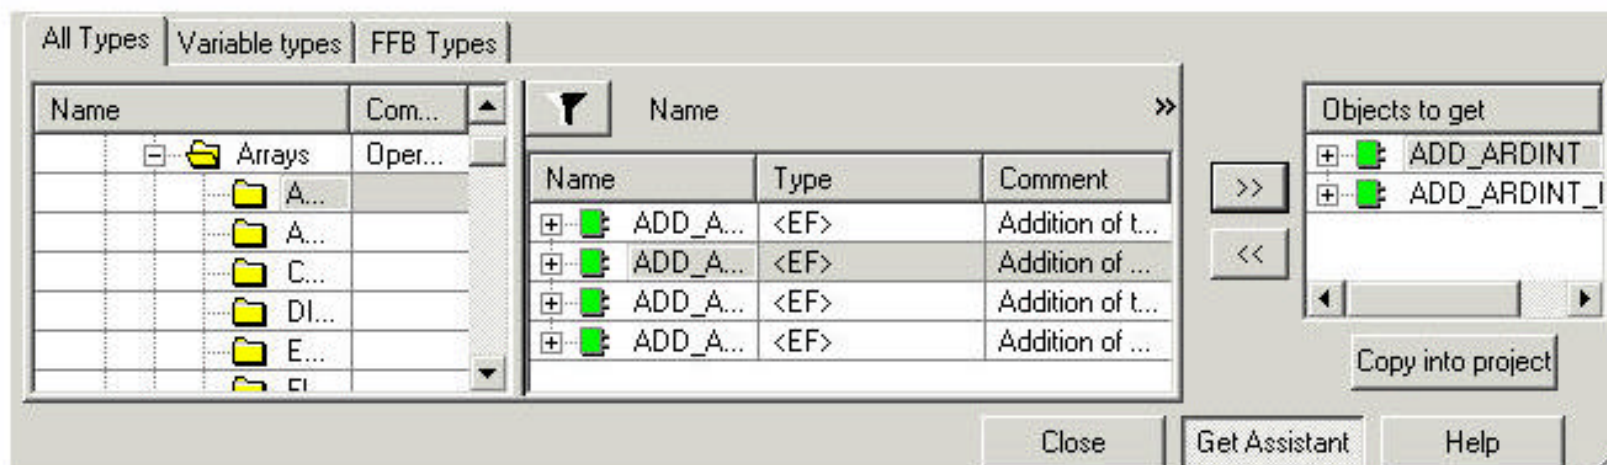 All Types Variable types FFB Types
Name Com...
Arrays Oper...
A...
A...
C...
DI...
E...
Name
Name Type Comment
ADD_A... <EF> Addition of t...
ADD_A... <EF> Addition of ...
ADD_A... <EF> Addition of t...
ADD_A... <EF> Addition of ...
>>
<<
Objects to get
ADD_ARDINT
ADD_ARDINT_I
Copy into project
Close Get Assistant Help